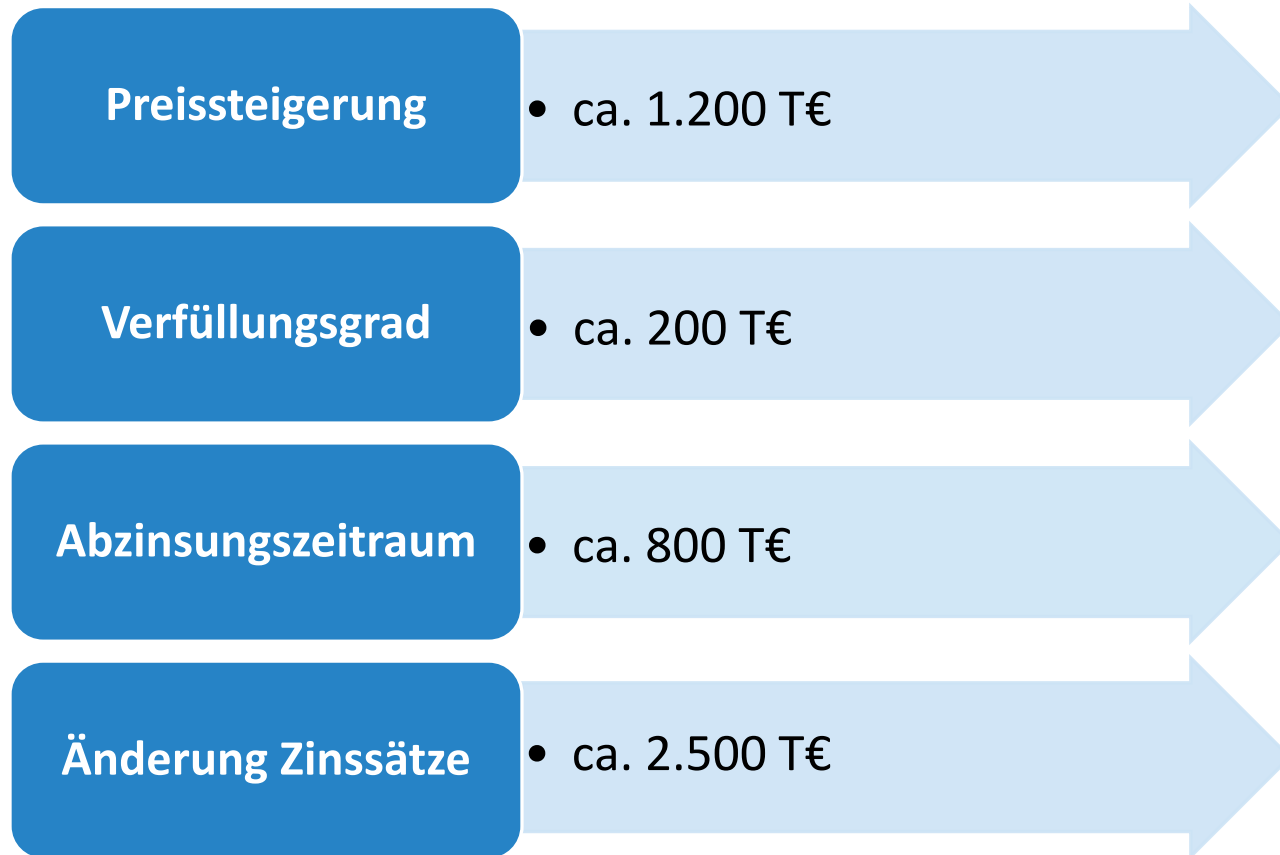 Preissteigerung
• ca. 1.200 T€
Verfüllungsgrad
• ca. 200 T€
Abzinsungszeitraum
• ca. 800 T€
Änderung Zinssätze
• ca. 2.500 T€